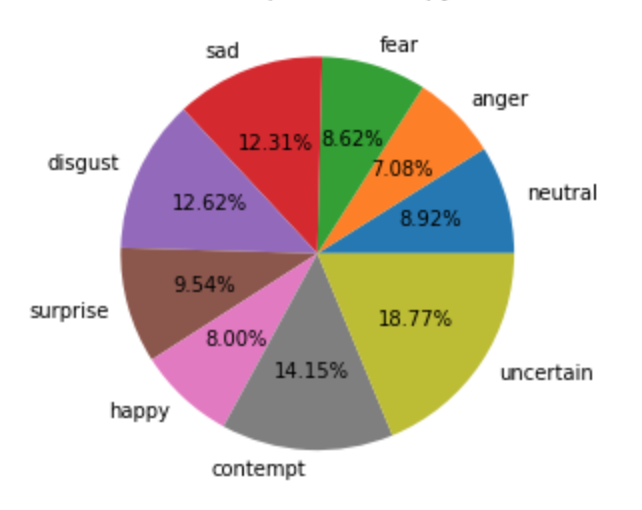 fear
sad
anger
8.62%
12.31%
disgust
7.08%
neutral
12.62%
8.92%
9.54%
surprise
18.77%
8.00%
14.15%
uncertain
happy
contempt